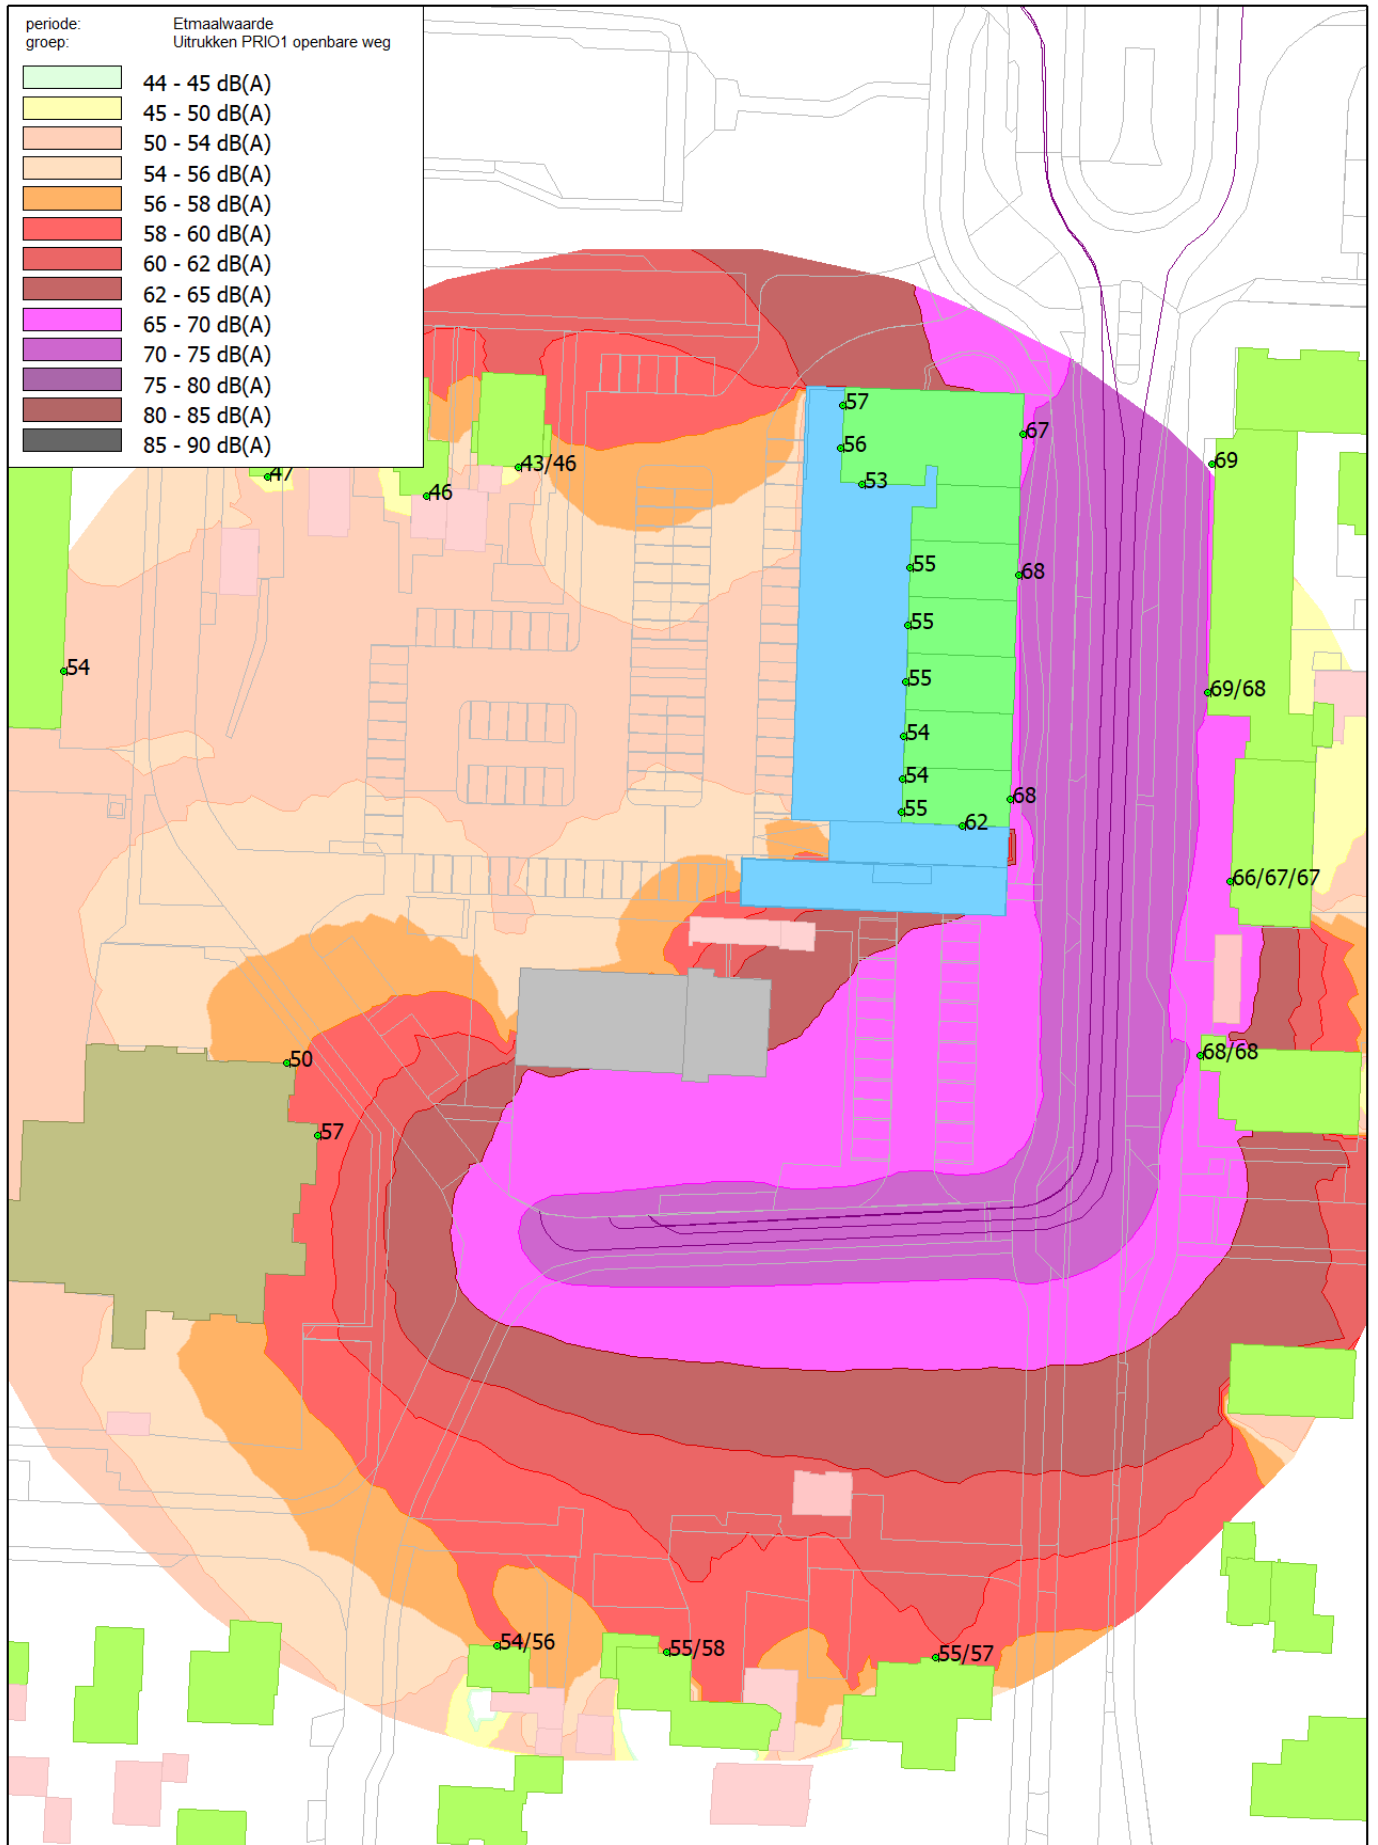 periode: Etmaalwaarde
groep: Uitrukken PRIO1 openbare weg
44 - 45 dB(A)
45 - 50 dB(A)
50 - 54 dB(A)
54 - 56 dB(A)
56 - 58 dB(A)
58 - 60 dB(A)
60 - 62 dB(A)
62 - 65 dB(A)
65 - 70 dB(A)
70 - 75 dB(A)
75 - 80 dB(A)
80 - 85 dB(A)
85 - 90 dB(A)
57
67
56
69
43/46
47
53
46
55
68
55
54
55
69/68
54
54
68
55
62
66/67/67
50
68/68
57
54/56
55/58
55/57